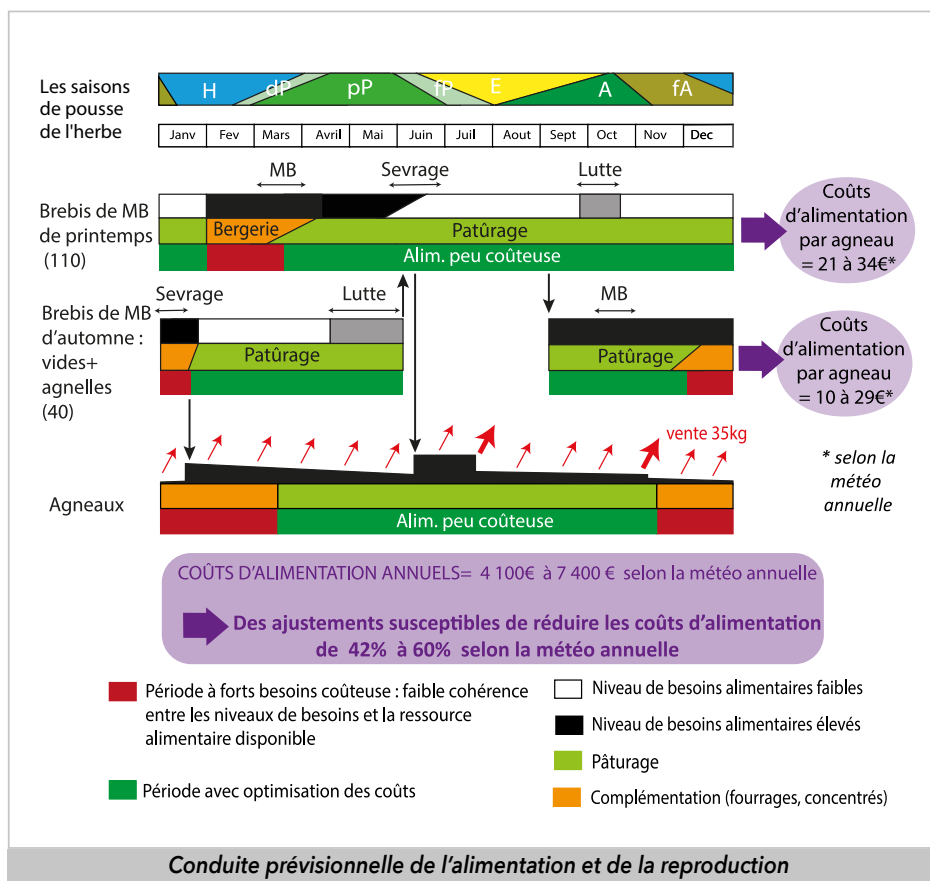 Les saisons
de pousse
de l'herbe
H dP pP fP E A fA
Janv Fev Mars Avril Mai Juin Juil Aout Sept Oct Nov Dec
MB Sevrage Lutte
Brebis de MB
de printemps
(110)
Bergerie Patûrage
Alim. peu coûteuse
Coûts
d'alimentation
par agneau
= 21 à 34€*
Sevrage Lutte MB
Brebis de MB
d'automne :
vides+
agnelles
(40)
Patûrage Patûrage
Coûts
d'alimentation
par agneau
= 10 à 29€*
vente 35kg
* selon la
météo
annuelle
Agneaux
Alim. peu coûteuse
COÛTS D'ALIMENTATION ANNUELS= 4 100€ à 7 400 € selon la météo annuelle
Des ajustements susceptibles de réduire les coûts d'alimentation
de 42% à 60% selon la météo annuelle
Période à forts besoins coûteuse : faible cohérence
entre les niveaux de besoins et la ressource
alimentaire disponible
Période avec optimisation des coûts
Niveau de besoins alimentaires faibles
Niveau de besoins alimentaires élevés
Pâturage
Complémentation (fourrages, concentrés)
Conduite prévisionnelle de l'alimentation et de la reproduction